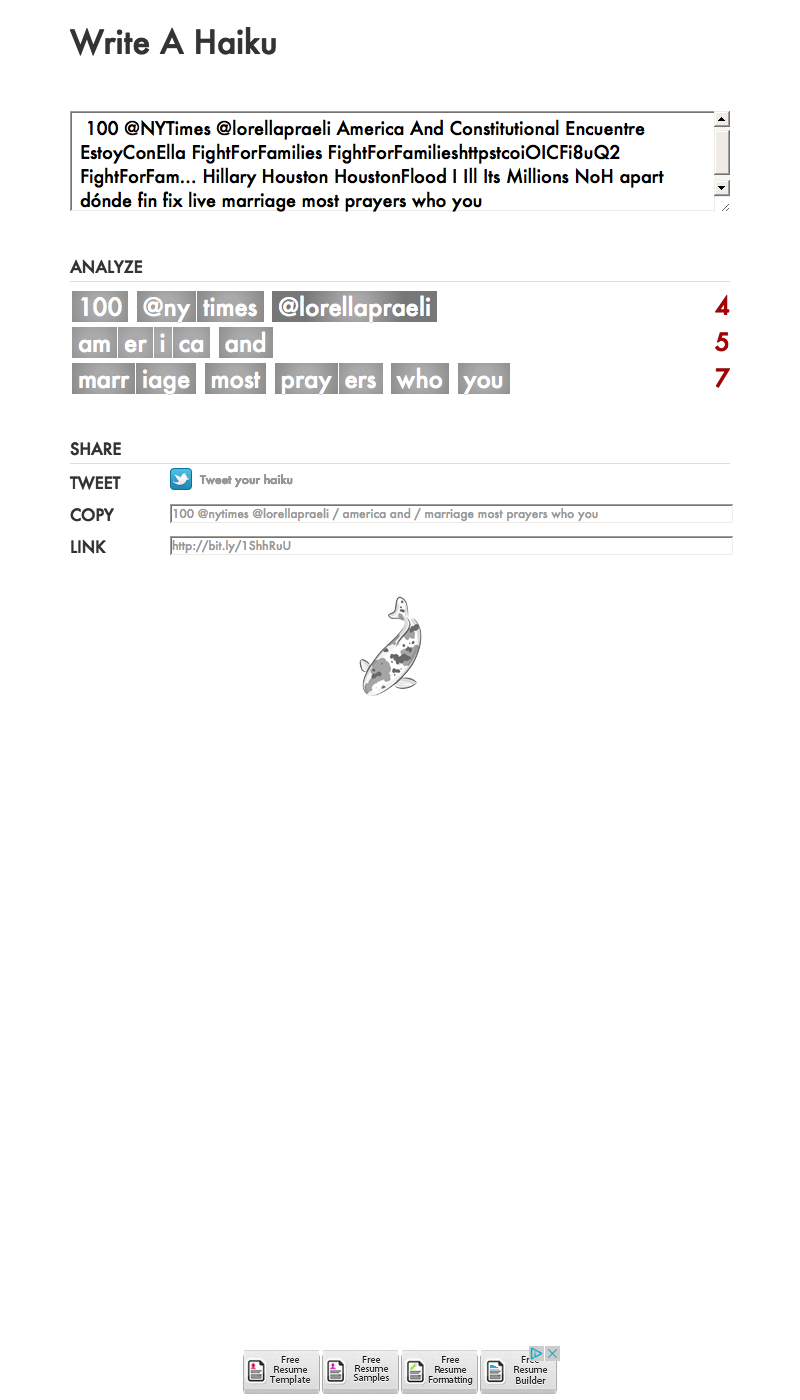 Write A Haiku
100 @NYTimes @lorellapraeli America And Constitutional Encuentre
EstoyConElla FightForFamilies FightForFamilieshttpstcoiOICFi8uQ2
FightForFam... Hillary Houston HoustonFlood I Ill Its Millions NoH apart
dónde fin fix live marriage most prayers who you
ANALYZE
100 @ny times @lorellapraeli 4
am er i ca and 5
marr iage most pray ers who you 7
SHARE
TWEET Tweet your haiku
COPY 100 @nytimes @lorellapraeli / america and / marriage most prayers who you
LINK http://bit.ly/1ShhRuU
Free Resume Template
Free Resume Samples
Free Resume Formatting
Free Resume Builder